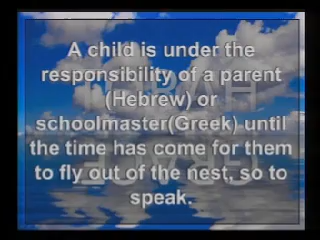 A child is under the
responsibility of a parent
(Hebrew) or
schoolmaster(Greek) until
the time has come for them
to fly out of the nest, so to
speak.